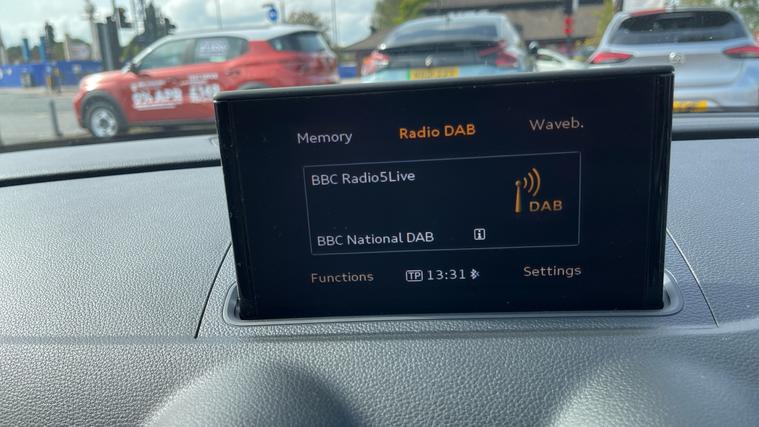 Memory
Radio DAB
Waveb.
BBC Radio5Live
DAB
BBC National DAB
i
Functions
TP 13:31
Settings